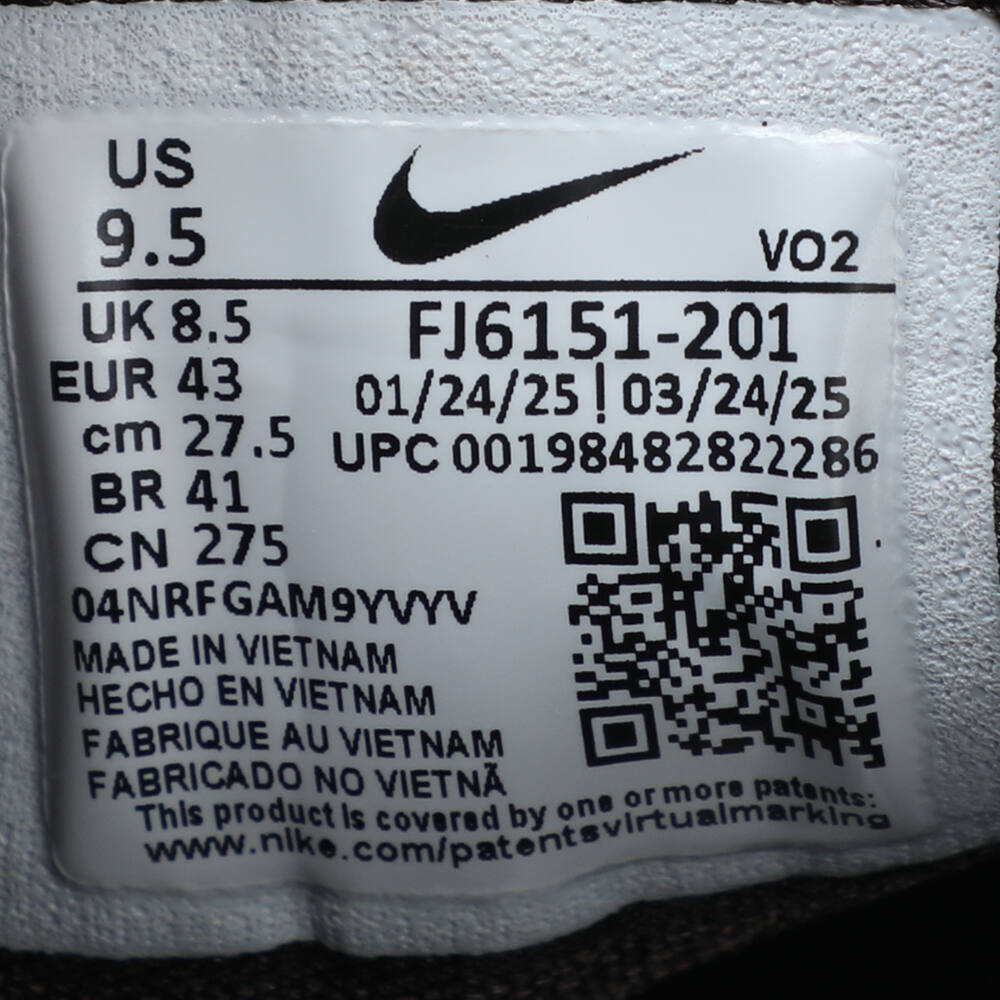 US
9.5
VO2
UK 8.5
EUR 43
cm 27.5
BR 41
CN 275
FJ6151-201
01/24/25 | 03/24/25
UPC 00198482822286
04NRFGAM9YVYV
MADE IN VIETNAM
HECHO EN VIETNAM
FABRIQUE AU VIETNAM
FABRICADO NO VIETNÃ
This product is covered by one or more patents:
www.nike.com/patentsvirtualmarking